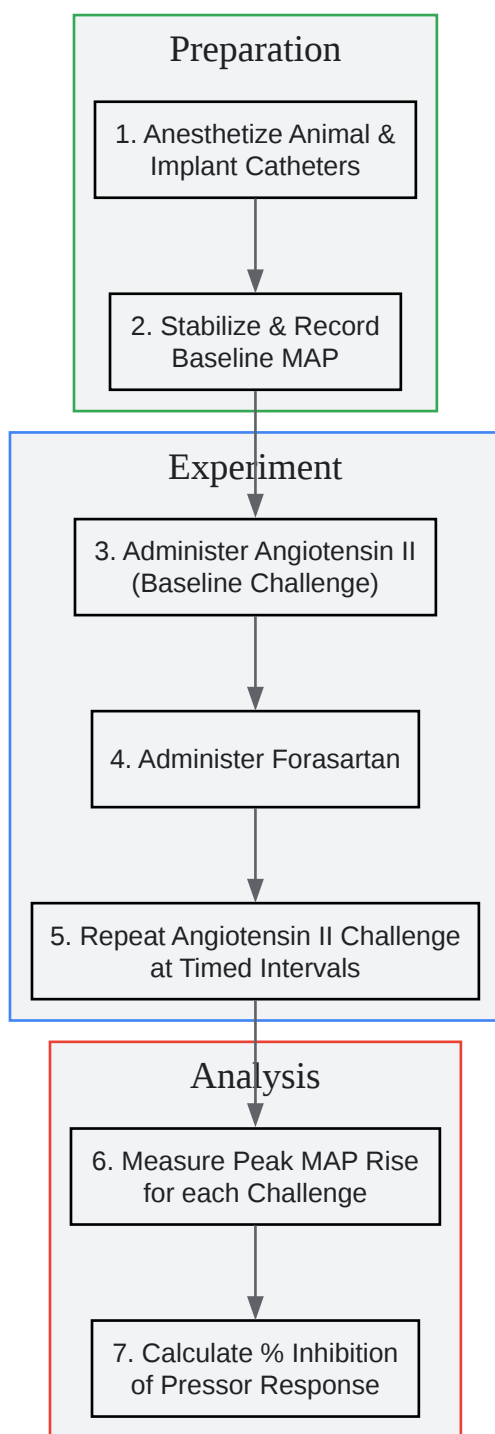 Preparation
1. Anesthetize Animal &
Implant Catheters
2. Stabilize & Record
Baseline MAP
Experiment
3. Administer Angiotensin II
(Baseline Challenge)
4. Administer Forasartan
5. Repeat Angiotensin II Challenge
at Timed Intervals
Analysis
6. Measure Peak MAP Rise
for each Challenge
7. Calculate % Inhibition
of Pressor Response